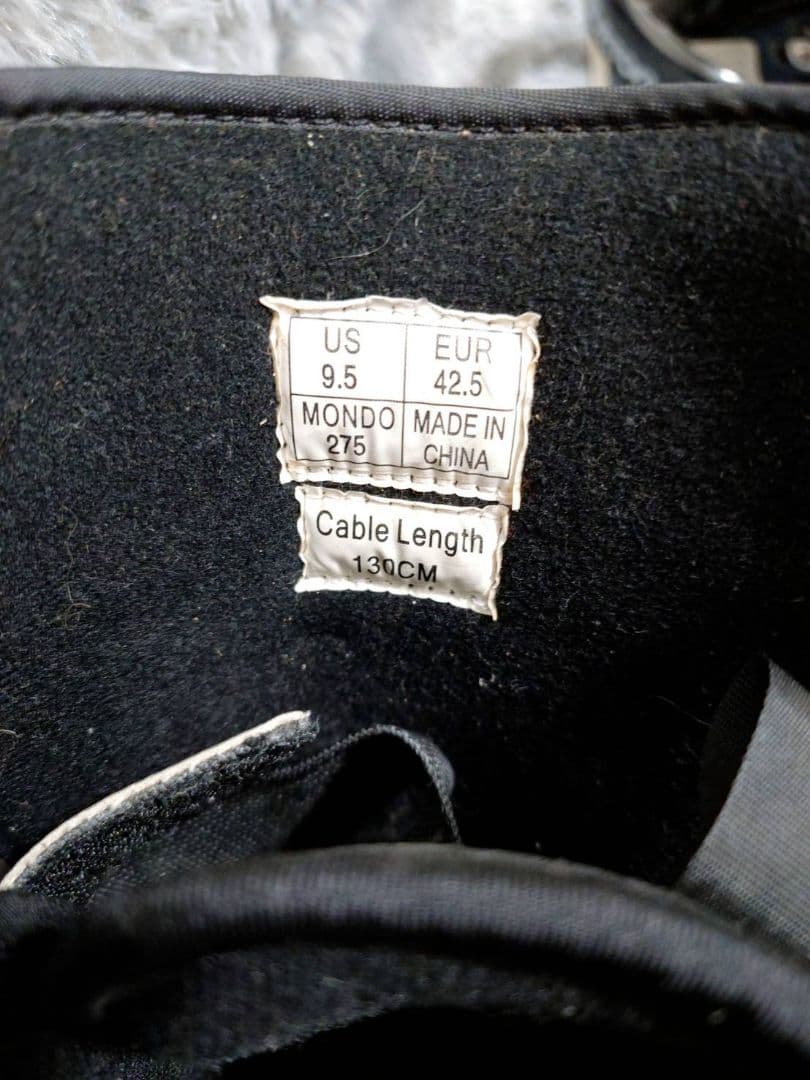 US
9.5
EUR
42.5
MONDO
275
MADE IN
CHINA
Cable Length
130CM